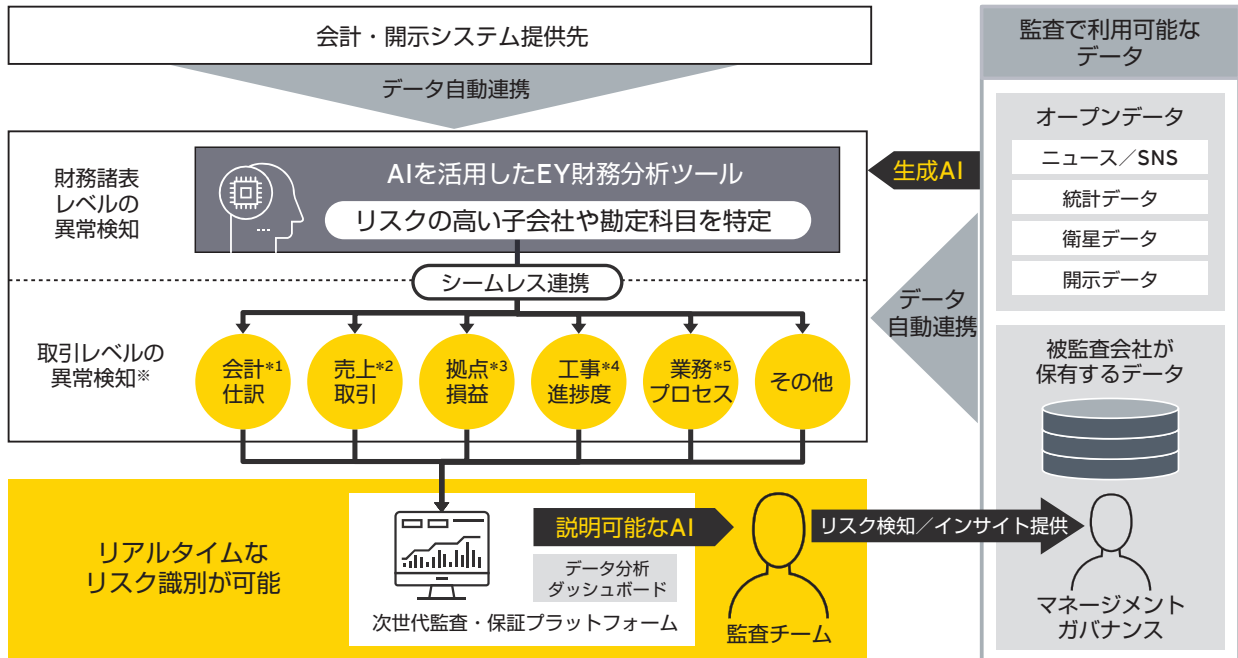 会計・開示システム提供先
データ自動連携
財務諸表
レベルの
異常検知
AIを活用したEY財務分析ツール
リスクの高い子会社や勘定科目を特定
シームレス連携
取引レベルの
異常検知※
会計*1
仕訳
売上*2
取引
拠点*3
損益
工事*4
進捗度
業務*5
プロセス
その他
リアルタイムな
リスク識別が可能
次世代監査・保証プラットフォーム
説明可能なAI
データ分析
ダッシュボード
監査チーム
リスク検知／インサイト提供
監査で利用可能な
データ
オープンデータ
ニュース／SNS
統計データ
衛星データ
開示データ
生成AI
データ
自動連携
被監査会社が
保有するデータ
マネージメント
ガバナンス